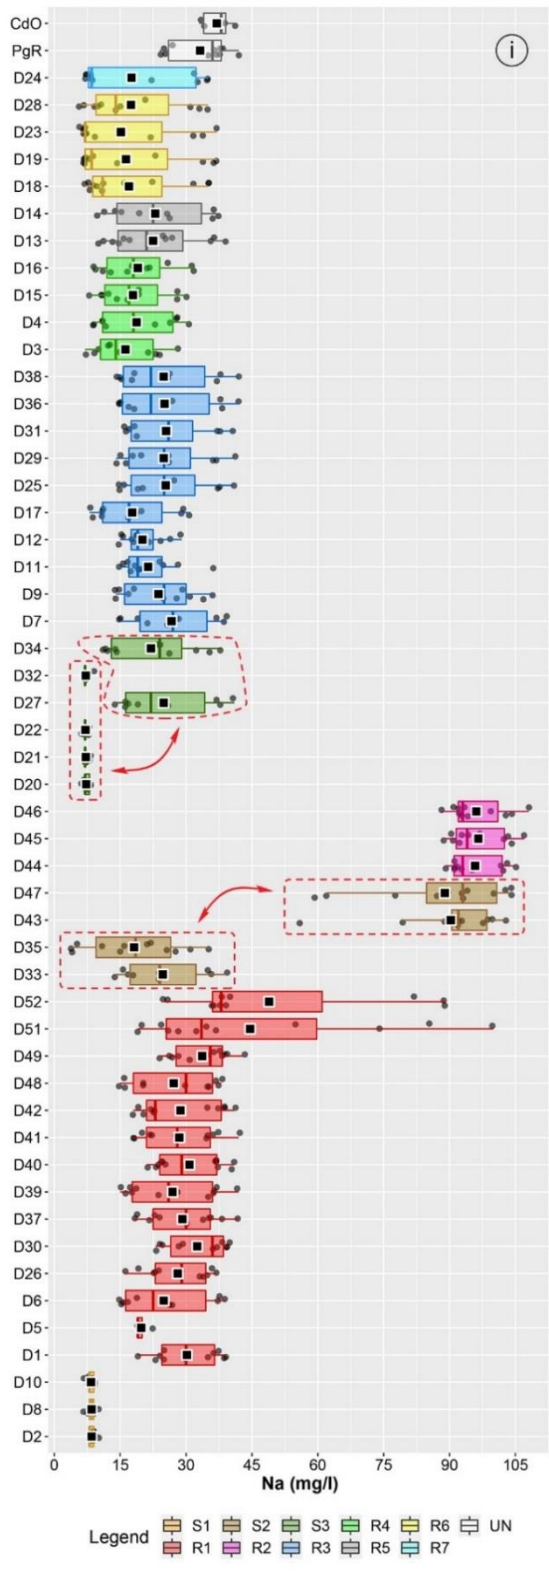 CdO
PgR
i
D24
D28
D23
D19
D18
D14
D13
D16
D15
D4
D3
D38
D36
D31
D29
D25
D17
D12
D11
D9
D7
D34
D32
D27
D22
D21
D20
D46
D45
D44
D47
D43
D35
D33
D52
D51
D49
D48
D42
D41
D40
D39
D37
D30
D26
D6
D5
D1
D10
D8
D2
0 15 30 45 60 75 90 105
Na (mg/l)
Legend
S1 S2 S3 R4 R6 UN
R1 R2 R3 R5 R7